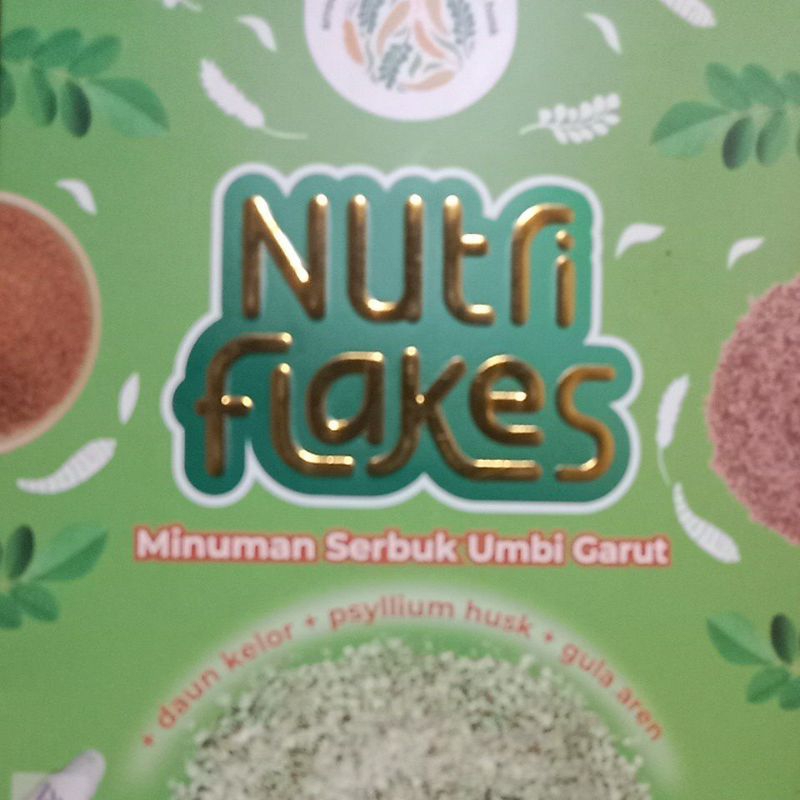 Nutri
Flakes
Minuman Serbuk Umbi Garut
+ daun kelor + psyllium husk + gula aren